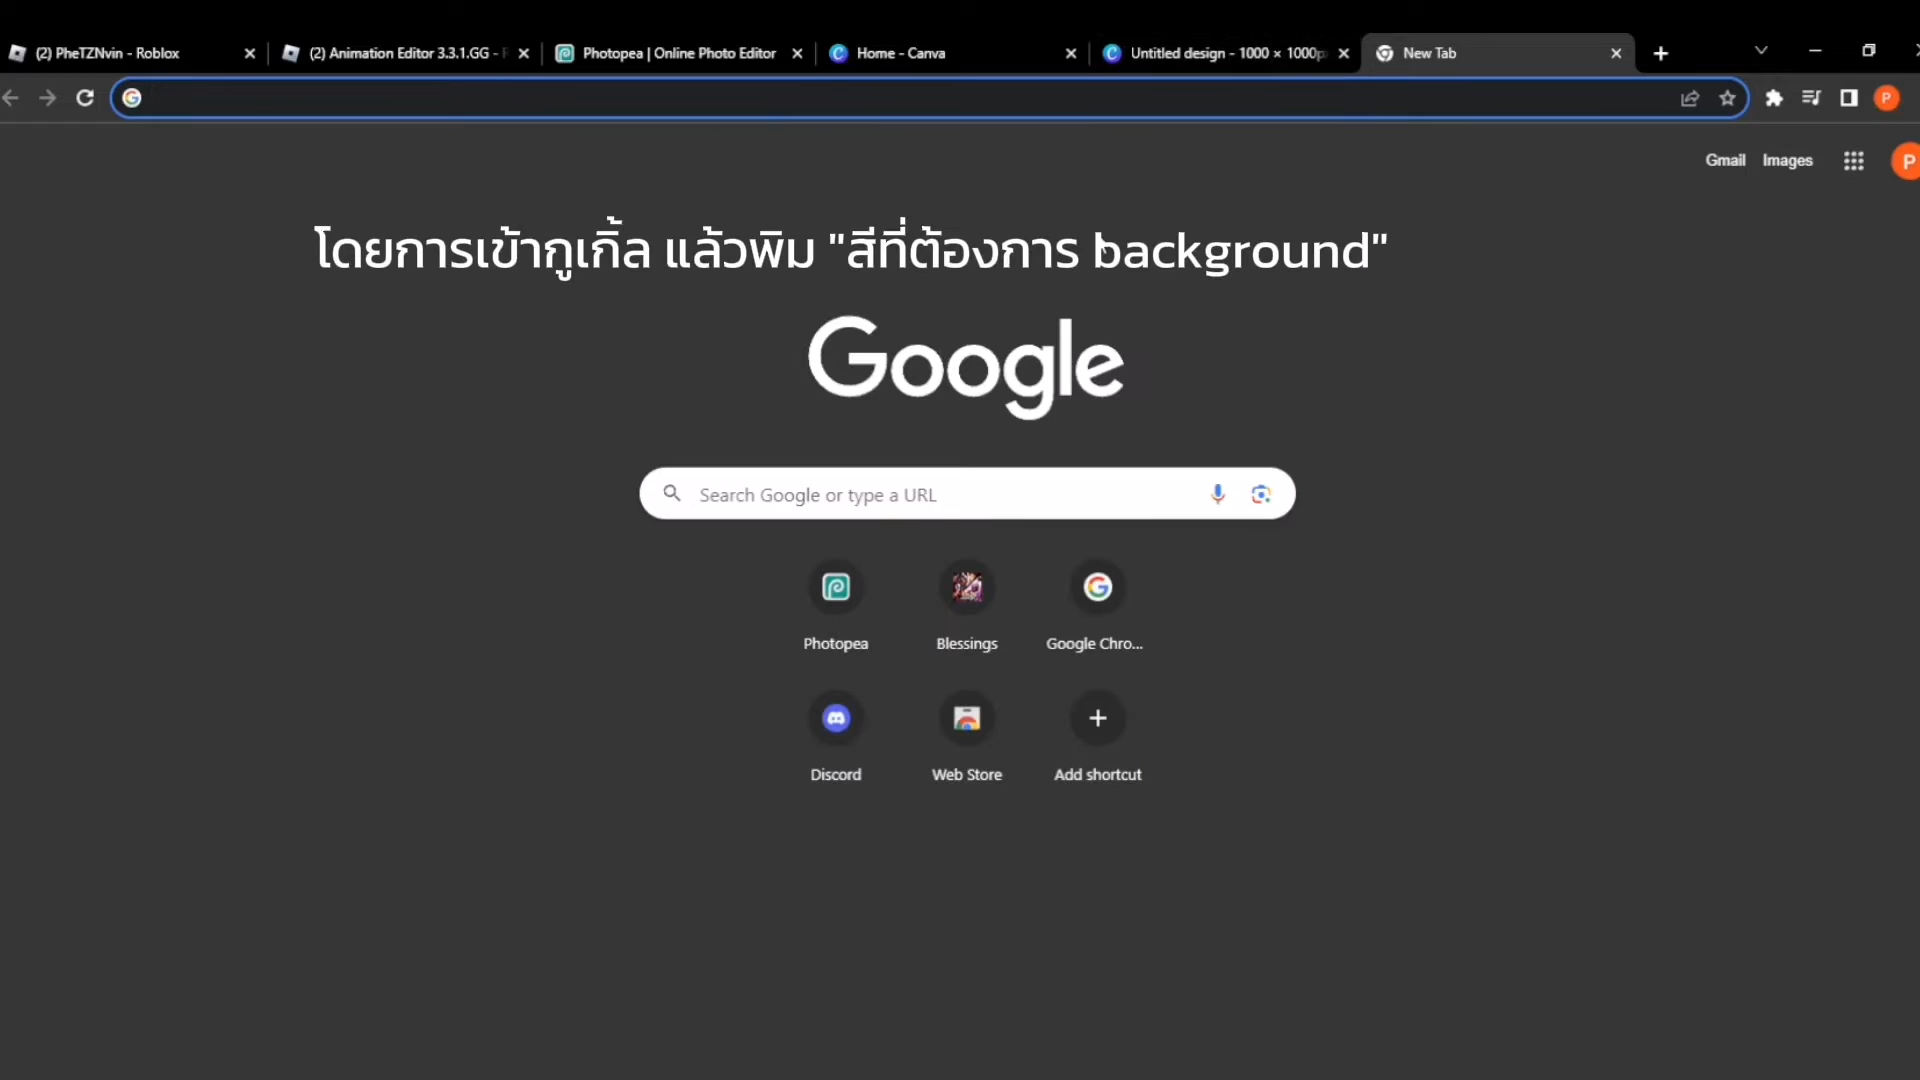 (2) PheTZNvin - Roblox
(2) Animation Editor 3.3.1.GG -
Photopea | Online Photo Editor
Home - Canva
Untitled design - 1000 × 1000p
New Tab
P
Gmail
Images
P
โดยการเข้ากูเกิ้ล แล้วพิม "สีที่ต้องการ background"
Google
Search Google or type a URL
Photopea
Blessings
Google Chro...
Discord
Web Store
Add shortcut